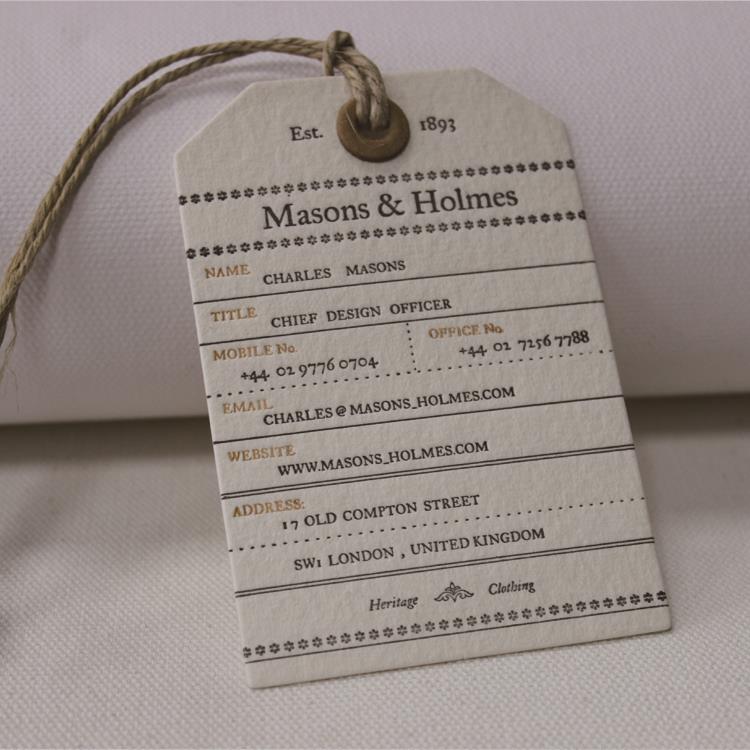 Est. 1893
Masons & Holmes
NAME CHARLES MASONS
TITLE CHIEF DESIGN OFFICER
MOBILE No. OFFICE No.
+44 02 9776 0704 +44 02 7256 7788
EMAIL CHARLES@MASONS_HOLMES.COM
WEBSITE WWW.MASONS_HOLMES.COM
ADDRESS: 17 OLD COMPTON STREET
SW1 LONDON , UNITED KINGDOM
Heritage Clothing